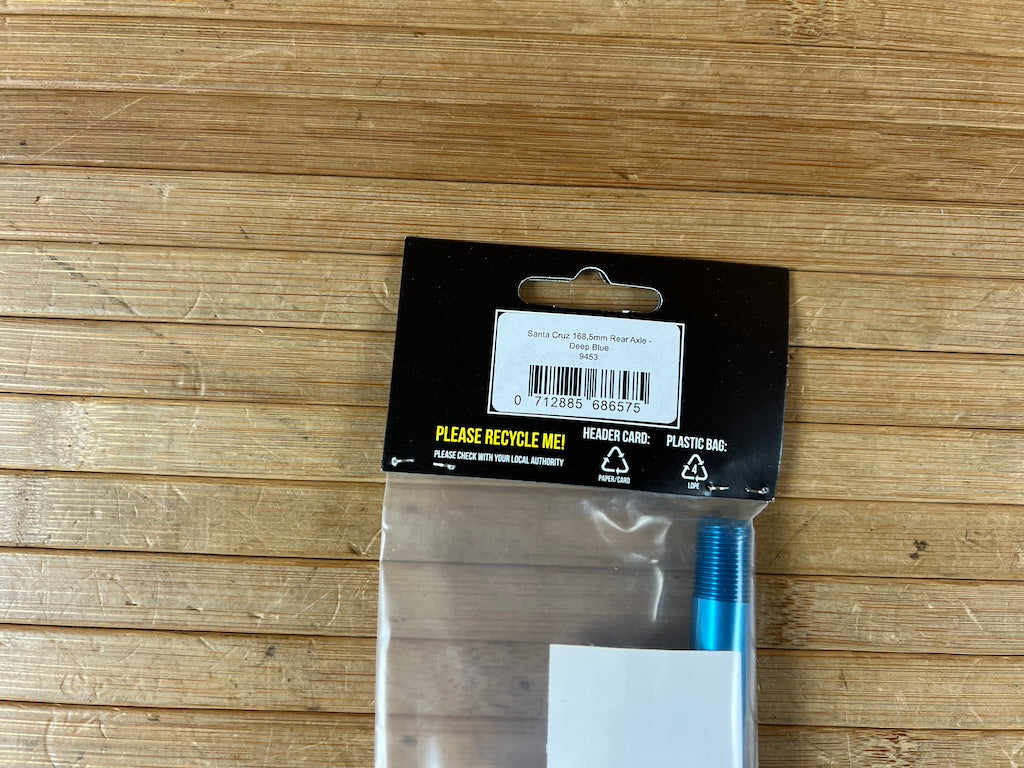 Santa Cruz 168.5mm Rear Axle -
Deep Blue
9453
0 712885 686575
PLEASE RECYCLE ME!
PLEASE CHECK WITH YOUR LOCAL AUTHORITY
HEADER CARD:
PAPER/CARD
PLASTIC BAG:
4
LDPE